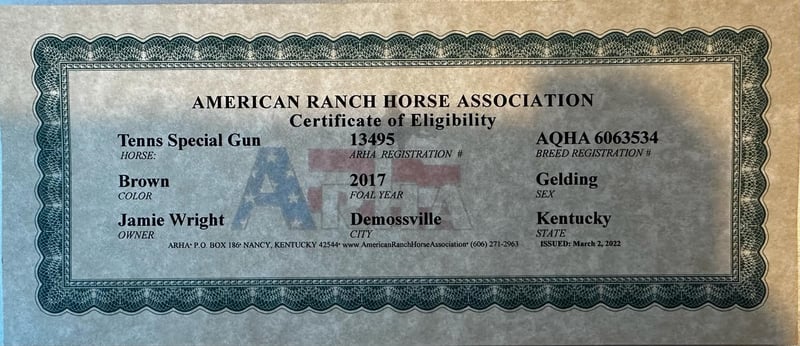 AMERICAN RANCH HORSE ASSOCIATION
Certificate of Eligibility
Tenns Special Gun 13495 AQHA 6063534
HORSE: ARHA REGISTRATION # BREED REGISTRATION #
Brown 2017 Gelding
COLOR FOAL YEAR SEX
Jamie Wright Demossville Kentucky
OWNER CITY STATE
ARHA• P.O. BOX 186• NANCY, KENTUCKY 42544• www.AmericanRanchHorseAssociation• (606) 271-2963 ISSUED: March 2, 2022
ARHA